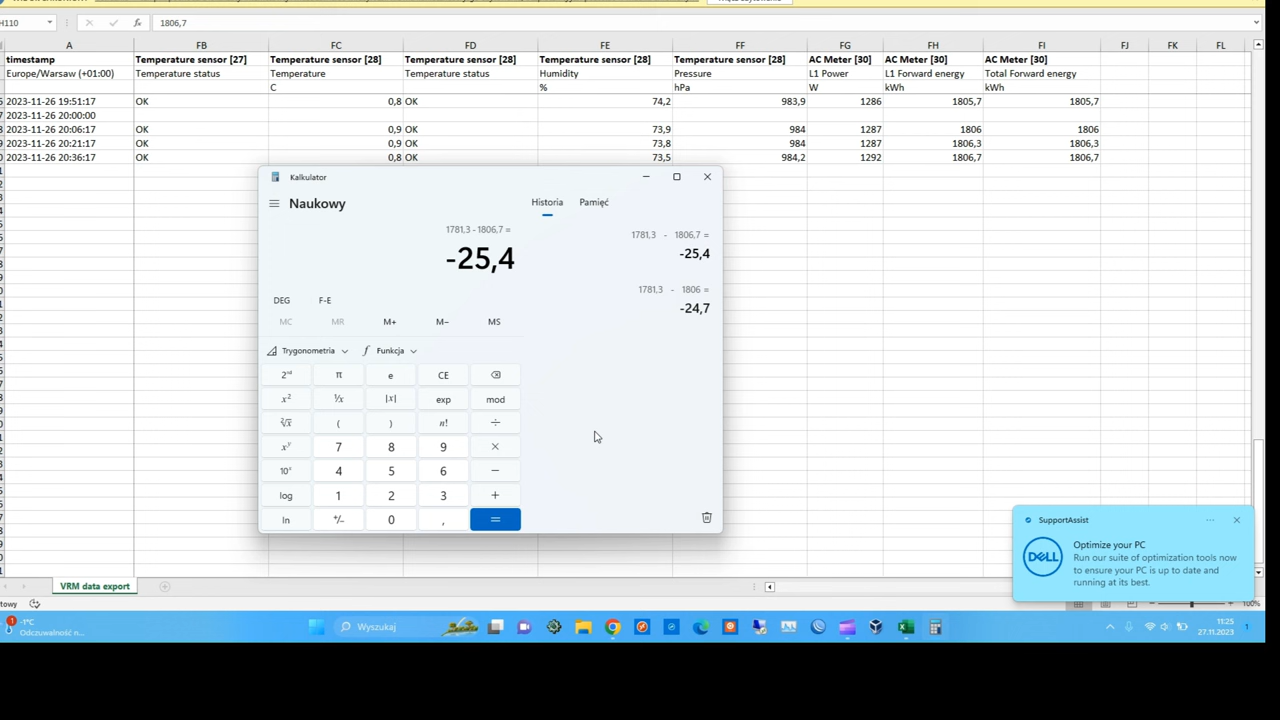 H110 fx 1806,7
A FB FC FD FE FF FG FH FI FJ FK FL
timestamp Temperature sensor [27] Temperature sensor [28] Temperature sensor [28] Temperature sensor [28] Temperature sensor [28] AC Meter [30] AC Meter [30] AC Meter [30]
Europe/Warsaw (+01:00) Temperature status Temperature Temperature status Humidity Pressure L1 Power L1 Forward energy Total Forward energy
C % hPa W kWh kWh
2023-11-26 19:51:17 OK 0,8 OK 74,2 983,9 1286 1805,7 1805,7
2023-11-26 20:00:00
2023-11-26 20:06:17 OK 0,9 OK 73,9 984 1287 1806 1806
2023-11-26 20:21:17 OK 0,9 OK 73,8 984 1287 1806,3 1806,3
2023-11-26 20:36:17 OK 0,8 OK 73,5 984,2 1292 1806,7 1806,7
Kalkulator
Naukowy
Historia Pamięć
1781,3 - 1806,7 =
-25,4
1781,3 - 1806,7 =
-25,4
1781,3 - 1806 =
-24,7
DEG F-E
MC MR M+ M− MS
Trygonometria f Funkcja
2nd π e CE
x² ¹/x |x| exp mod
²√x ( ) n! ÷
xʸ 7 8 9 ×
10ˣ 4 5 6 −
log 1 2 3 +
ln +/− 0 , =
SupportAssist
DELL
Optimize your PC
Run our suite of optimization tools now
to ensure your PC is up to date and
running at its best.
VRM data export
towy
100%
1
-1°C
Odczuwalność n...
Wyszukaj
11:25
27.11.2023
1